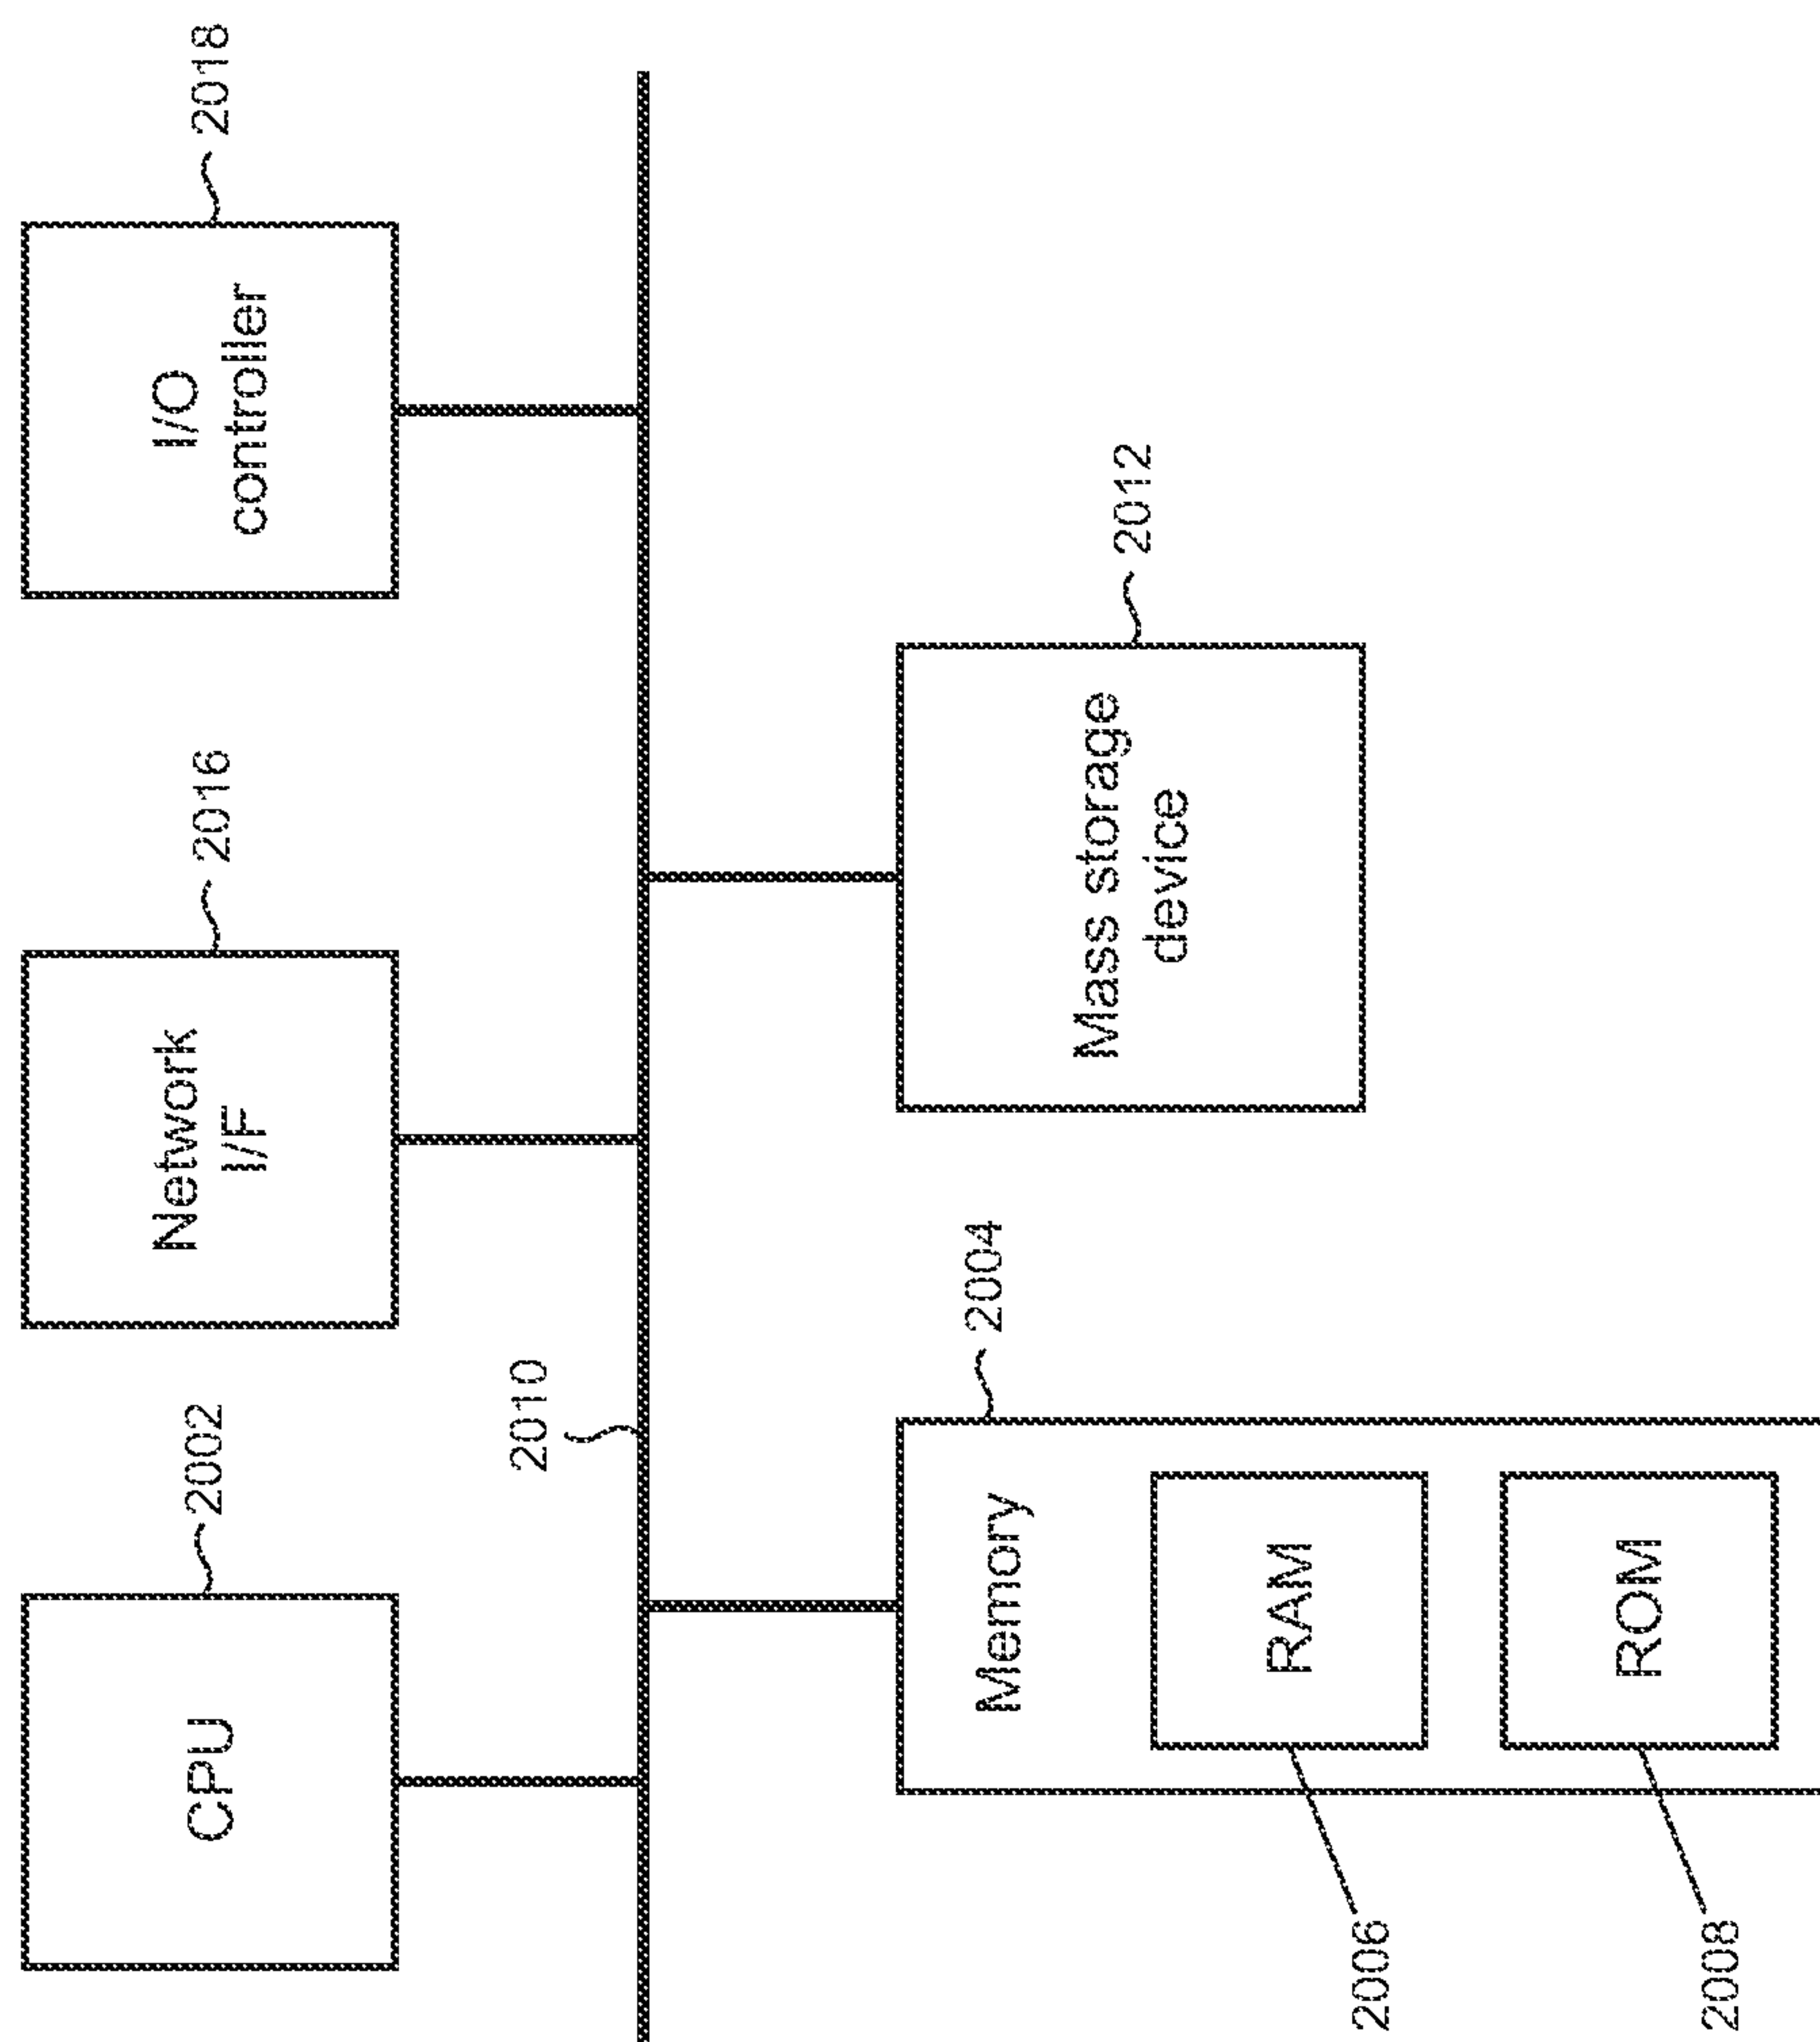 CPU
2002
Network
I/F
2016
I/O
controller
2018
2010
Memory
2004
RAM
2006
ROM
2008
Mass storage
device
2012